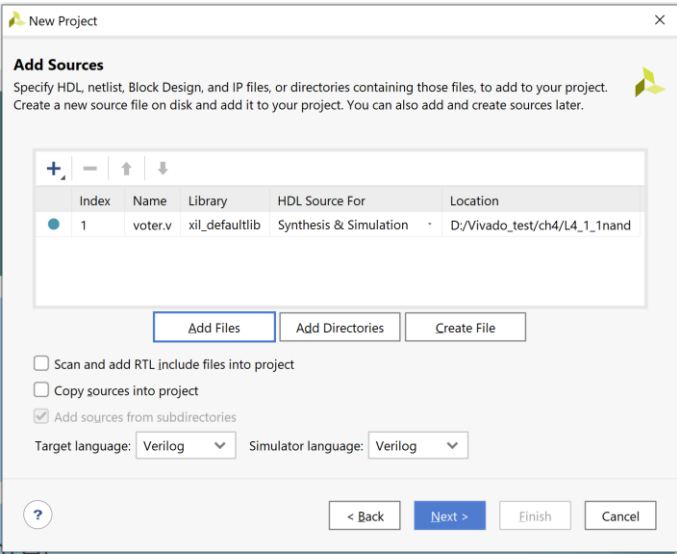 New Project
Add Sources
Specify HDL, netlist, Block Design, and IP files, or directories containing those files, to add to your project.
Create a new source file on disk and add it to your project. You can also add and create sources later.
Index Name Library HDL Source For Location
1 voter.v xil_defaultlib Synthesis & Simulation D:/Vivado_test/ch4/L4_1_1nand
Add Files Add Directories Create File
Scan and add RTL include files into project
Copy sources into project
Add sources from subdirectories
Target language: Verilog Simulator language: Verilog
? < Back Next > Finish Cancel